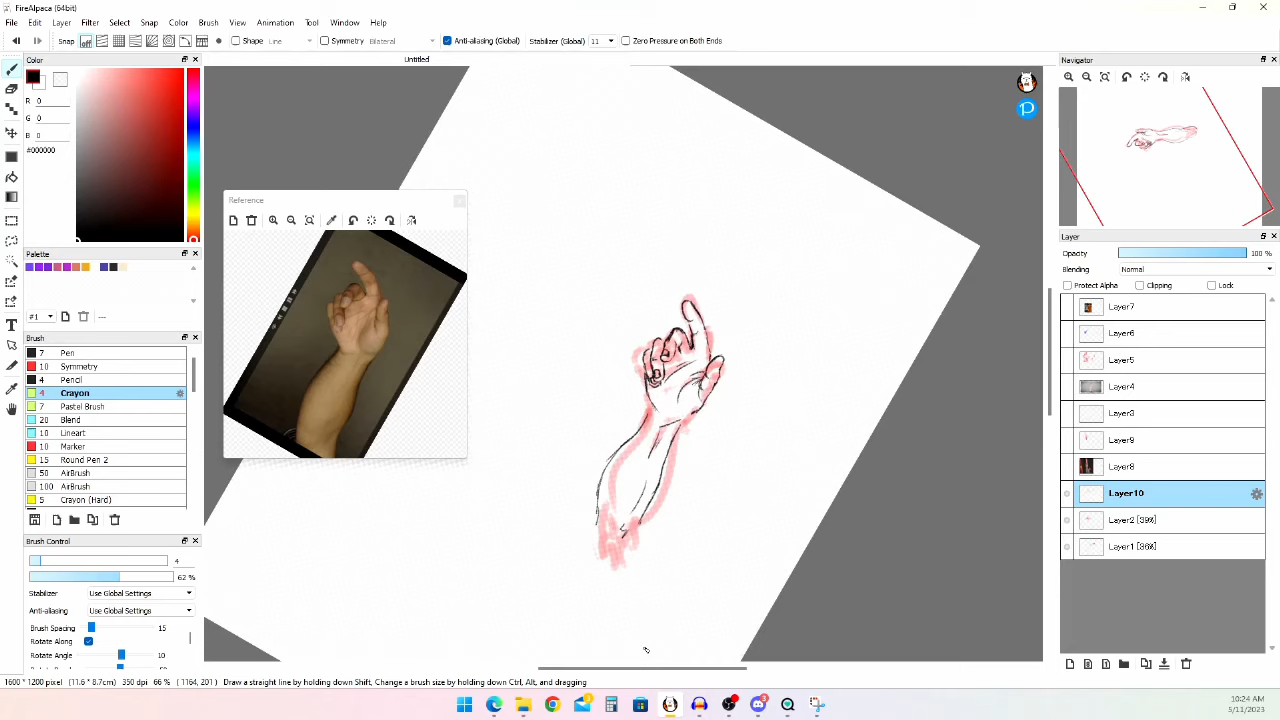 FireAlpaca (64bit)
File Edit Layer Filter Select Snap Color Brush View Animation Tool Window Help
Snap off Shape Line Symmetry Bilateral Anti-aliasing (Global) Stabilizer (Global) 11 Zero Pressure on Both Ends
Color
Untitled
Navigator
R 0
G 0
B 0
#000000
Palette
#1 ---
Brush
7 Pen
10 Symmetry
4 Pencil
4 Crayon
7 Pastel Brush
20 Blend
10 Lineart
10 Marker
15 Round Pen 2
50 AirBrush
100 AirBrush
5 Crayon (Hard)
Brush Control
4
62 %
Stabilizer Use Global Settings
Anti-aliasing Use Global Settings
Brush Spacing 15
Rotate Along
Rotate Angle 10
Reference
Layer
Opacity 100 %
Blending Normal
Protect Alpha Clipping Lock
Layer7
Layer6
Layer5
Layer4
Layer3
Layer9
Layer8
Layer10
Layer2 [39%]
Layer1 [36%]
1600 * 1200 pixel (11.6 * 8.7cm) 350 dpi 66 % (1164, 201) Draw a straight line by holding down Shift, Change a brush size by holding down Ctrl, Alt, and dragging
10:24 AM
5/11/2023